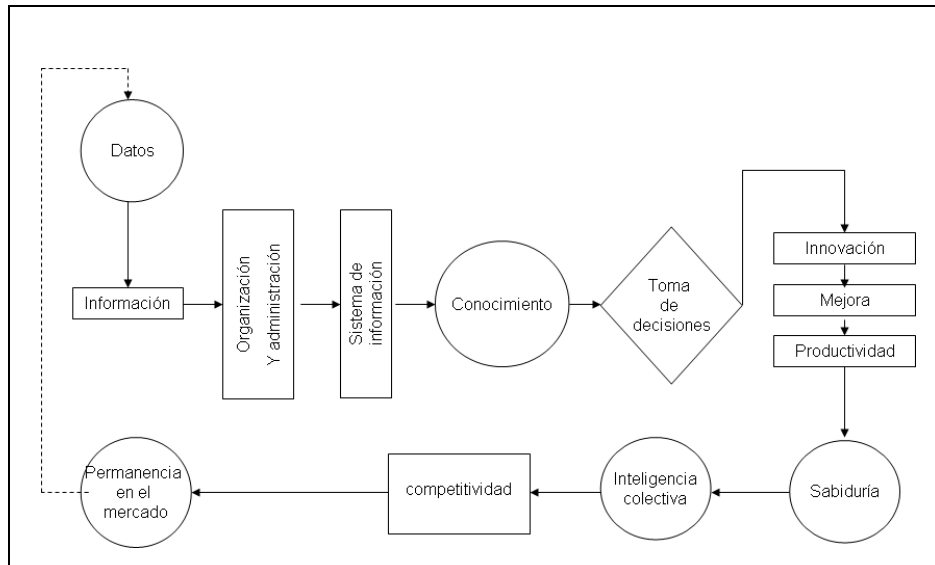 Datos
Información
Organización
Y administración
Sistema de
información
Conocimiento
Toma
de
decisiones
Innovación
Mejora
Productividad
Sabiduría
Inteligencia
colectiva
competitividad
Permanencia
en el
mercado